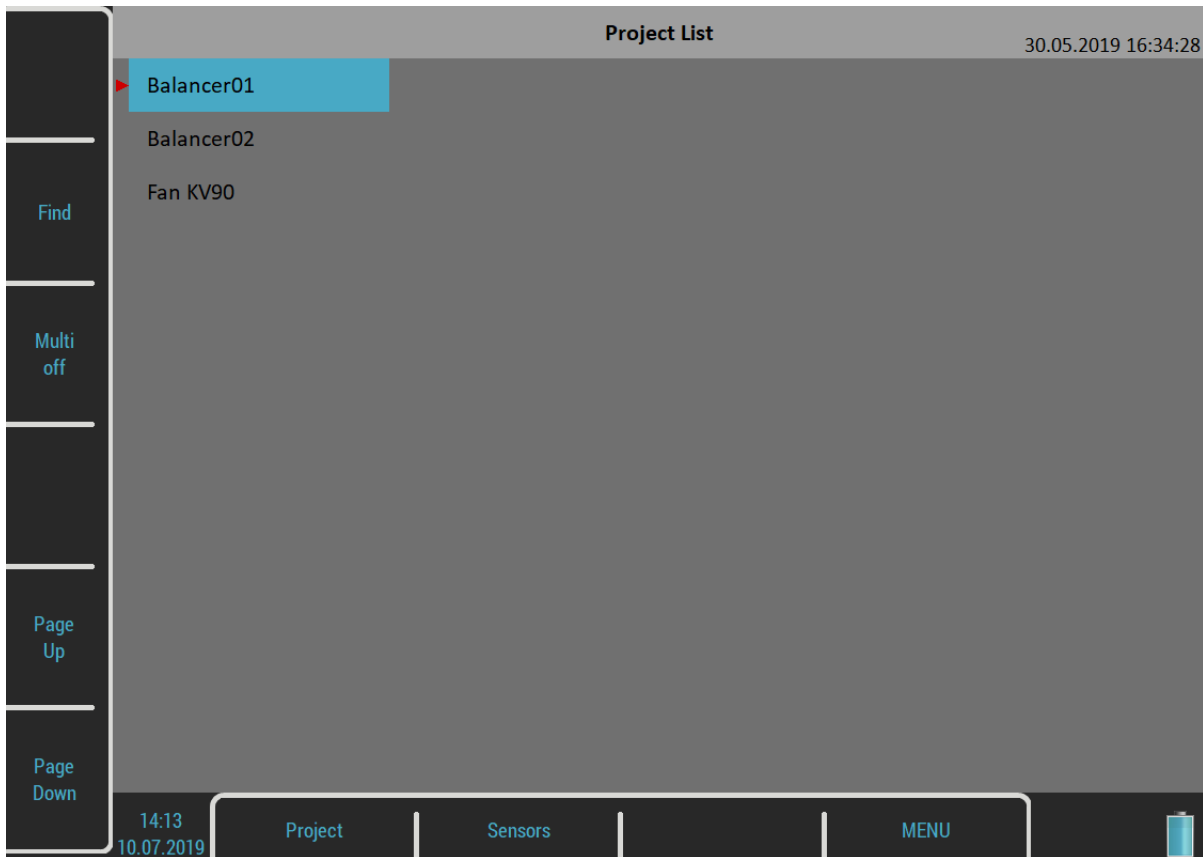 Project List
30.05.2019 16:34:28
Balancer01
Balancer02
Fan KV90
Find
Multi
off
Page
Up
Page
Down
14:13
10.07.2019
Project
Sensors
MENU